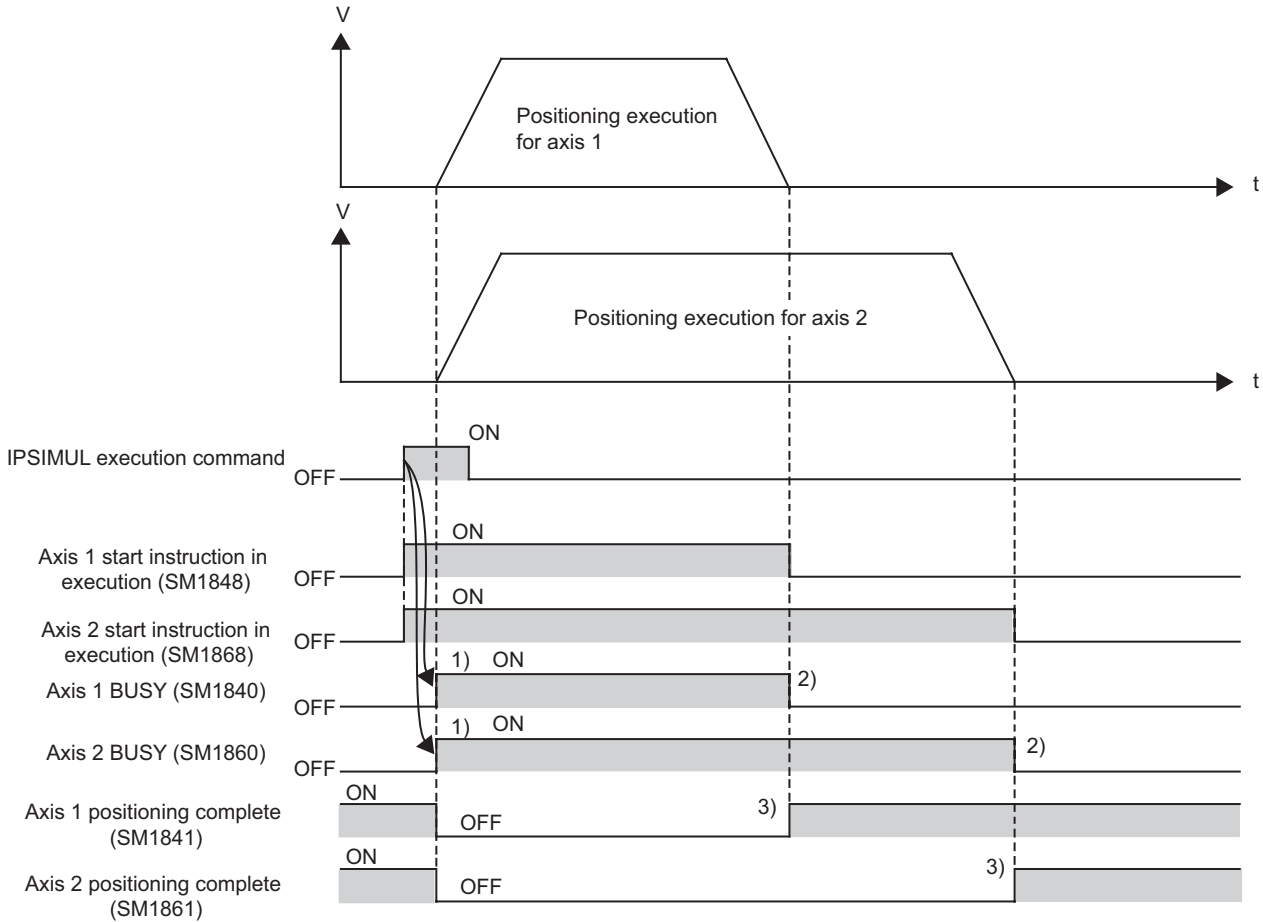 V
Positioning execution
for axis 1
t
V
Positioning execution for axis 2
t
ON
IPSIMUL execution command
OFF
ON
Axis 1 start instruction in
execution (SM1848)
OFF
ON
Axis 2 start instruction in
execution (SM1868)
OFF
1) ON
Axis 1 BUSY (SM1840)
2)
OFF
1) ON
Axis 2 BUSY (SM1860)
2)
OFF
ON
Axis 1 positioning complete
(SM1841)
OFF
3)
ON
Axis 2 positioning complete
(SM1861)
OFF
3)